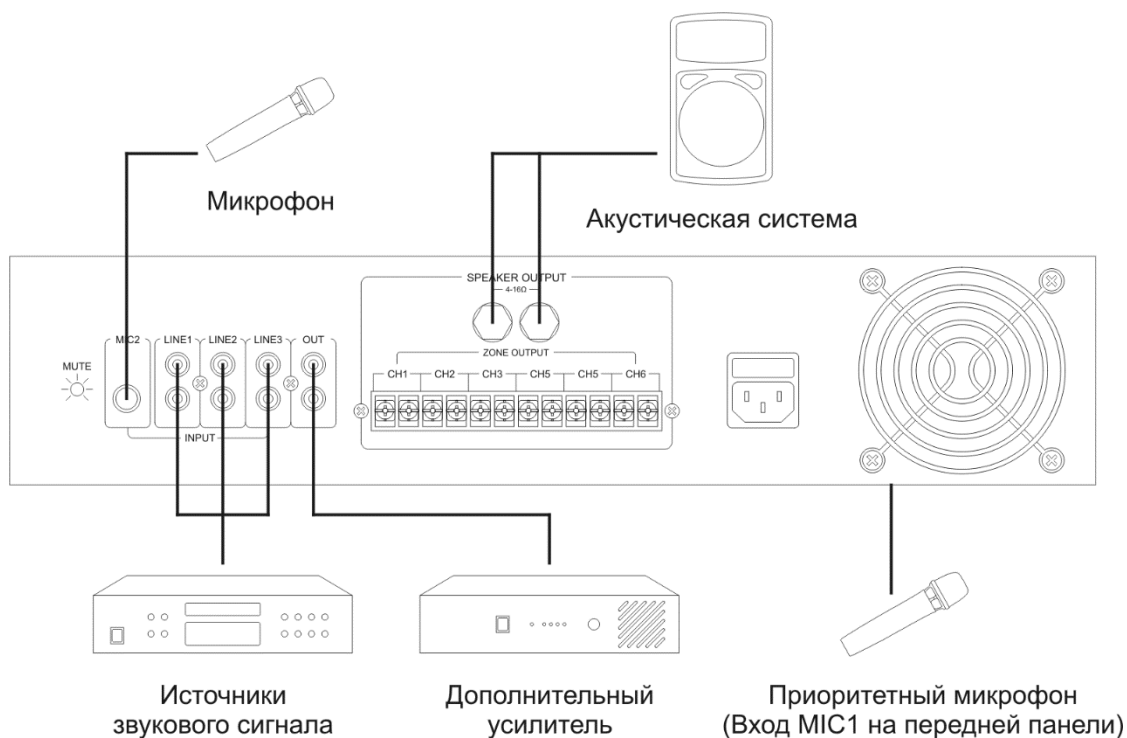 Микрофон
Акустическая система
SPEAKER OUTPUT
4-16Ω
MUTE
MIC2
LINE1
LINE2
LINE3
OUT
INPUT
ZONE OUTPUT
CH1
CH2
CH3
CH5
CH5
CH6
Источники
звукового сигнала
Дополнительный
усилитель
Приоритетный микрофон
(Вход MIC1 на передней панели)